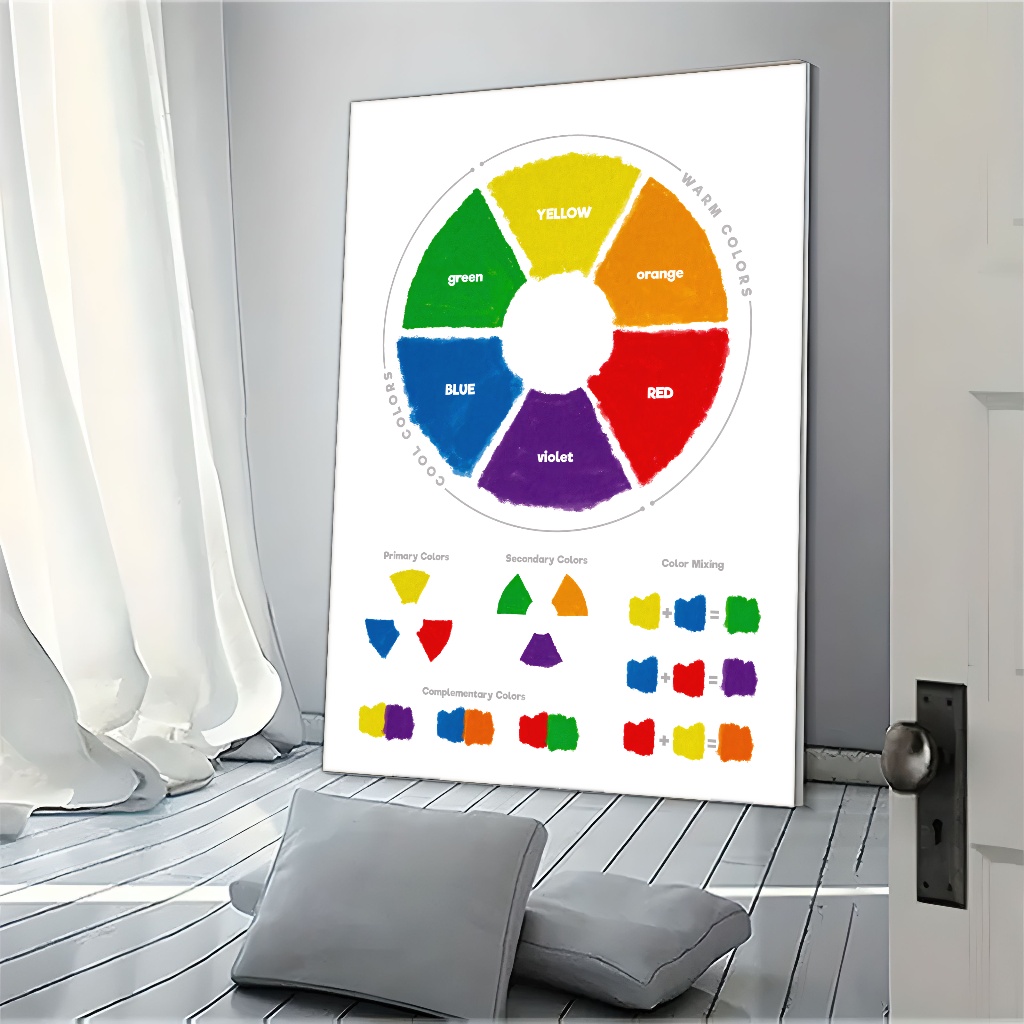 WARM COLORS
YELLOW
green
orange
BLUE
RED
violet
COOL COLORS
Primary Colors
Secondary Colors
Color Mixing
+ =
+ =
Complementary Colors
+ =